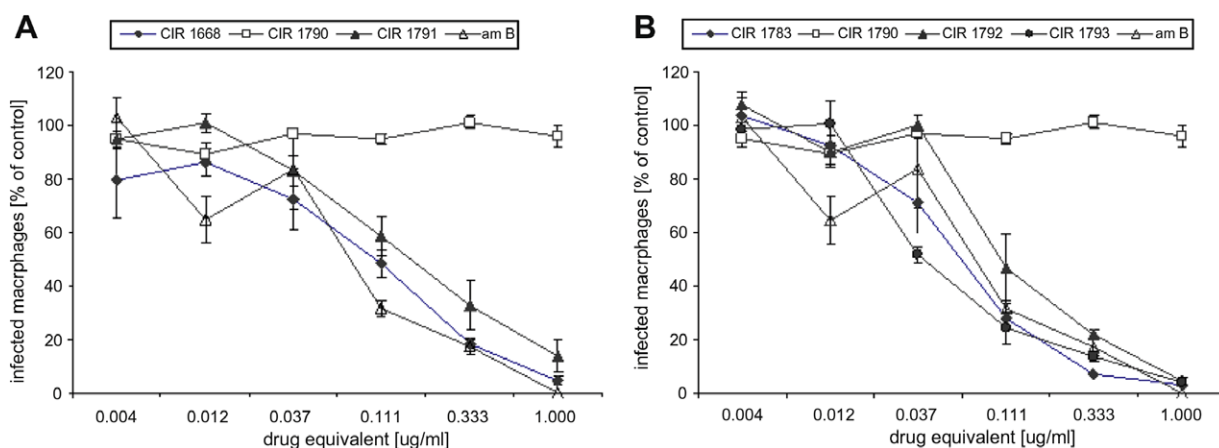 A
CIR 1668 CIR 1790 CIR 1791 am B
infected macrphages [% of control]
120
100
80
60
40
20
0
0.004 0.012 0.037 0.111 0.333 1.000
drug equivalent [ug/ml]
B
CIR 1783 CIR 1790 CIR 1792 CIR 1793 am B
infected macrphages [% of control]
120
100
80
60
40
20
0
0.004 0.012 0.037 0.111 0.333 1.000
drug equivalent [ug/ml]